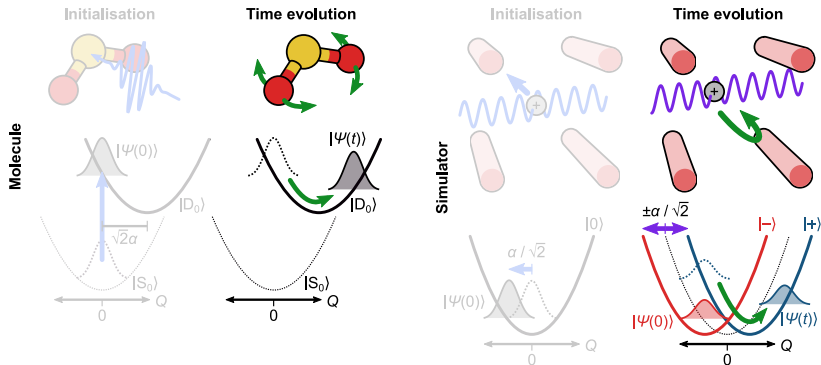 Initialisation
Time evolution
Initialisation
Time evolution
Molecule
|Ψ(0)⟩
|D₀⟩
√2α
|S₀⟩
0
Q
|Ψ(t)⟩
|D₀⟩
|S₀⟩
0
Q
Simulator
+
|0⟩
α / √2
|Ψ(0)⟩
0
Q
+
±α / √2
|−⟩
|+⟩
|Ψ(0)⟩
|Ψ(t)⟩
0
Q